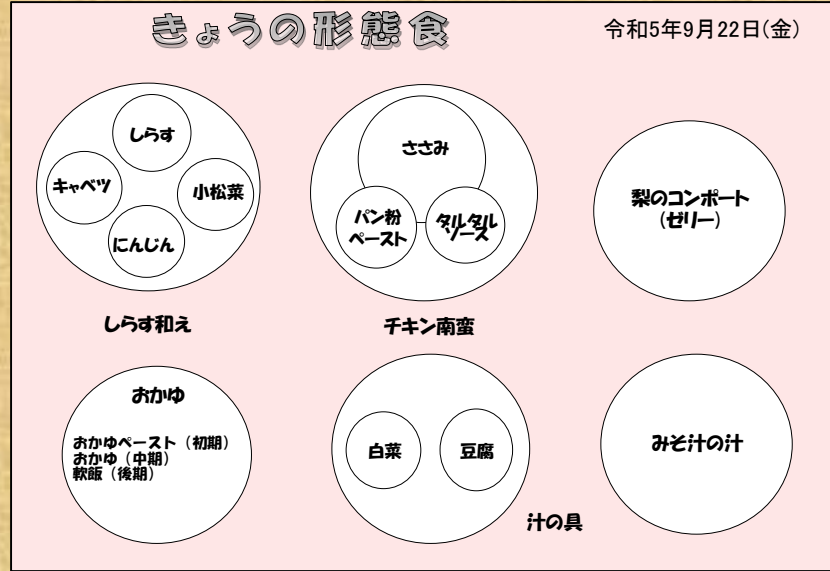 きょうの形態食
令和5年9月22日(金)
しらす
キャベツ
小松菜
にんじん
しらす和え
ささみ
パン粉
ペースト
タルタル
ソース
チキン南蛮
梨のコンポート
(ゼリー)
おかゆ
おかゆペースト(初期)
おかゆ(中期)
軟飯(後期)
白菜
豆腐
汁の具
みそ汁の汁